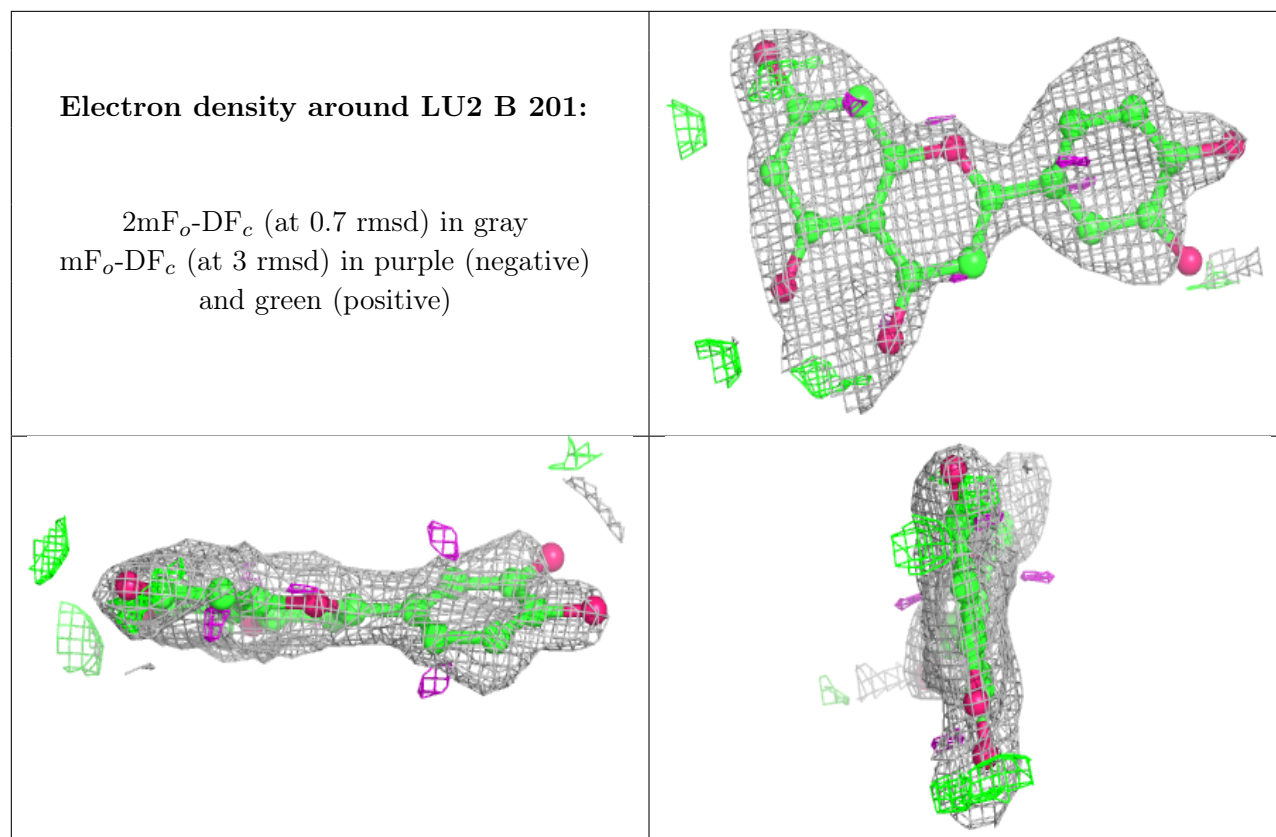 Electron density around LU2 B 201:
2mFₒ-DF𝒸 (at 0.7 rmsd) in gray
mFₒ-DF𝒸 (at 3 rmsd) in purple (negative)
and green (positive)